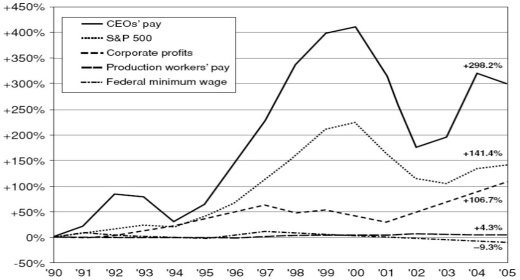 +450%
+400%
+350%
+300%
+250%
+200%
+150%
+100%
+50%
0%
-50%
CEOs' pay
S&P 500
Corporate profits
Production workers' pay
Federal minimum wage
+298.2%
+141.4%
+106.7%
+4.3%
–9.3%
'90 '91 '92 '93 '94 '95 '96 '97 '98 '99 '00 '01 '02 '03 '04 '05